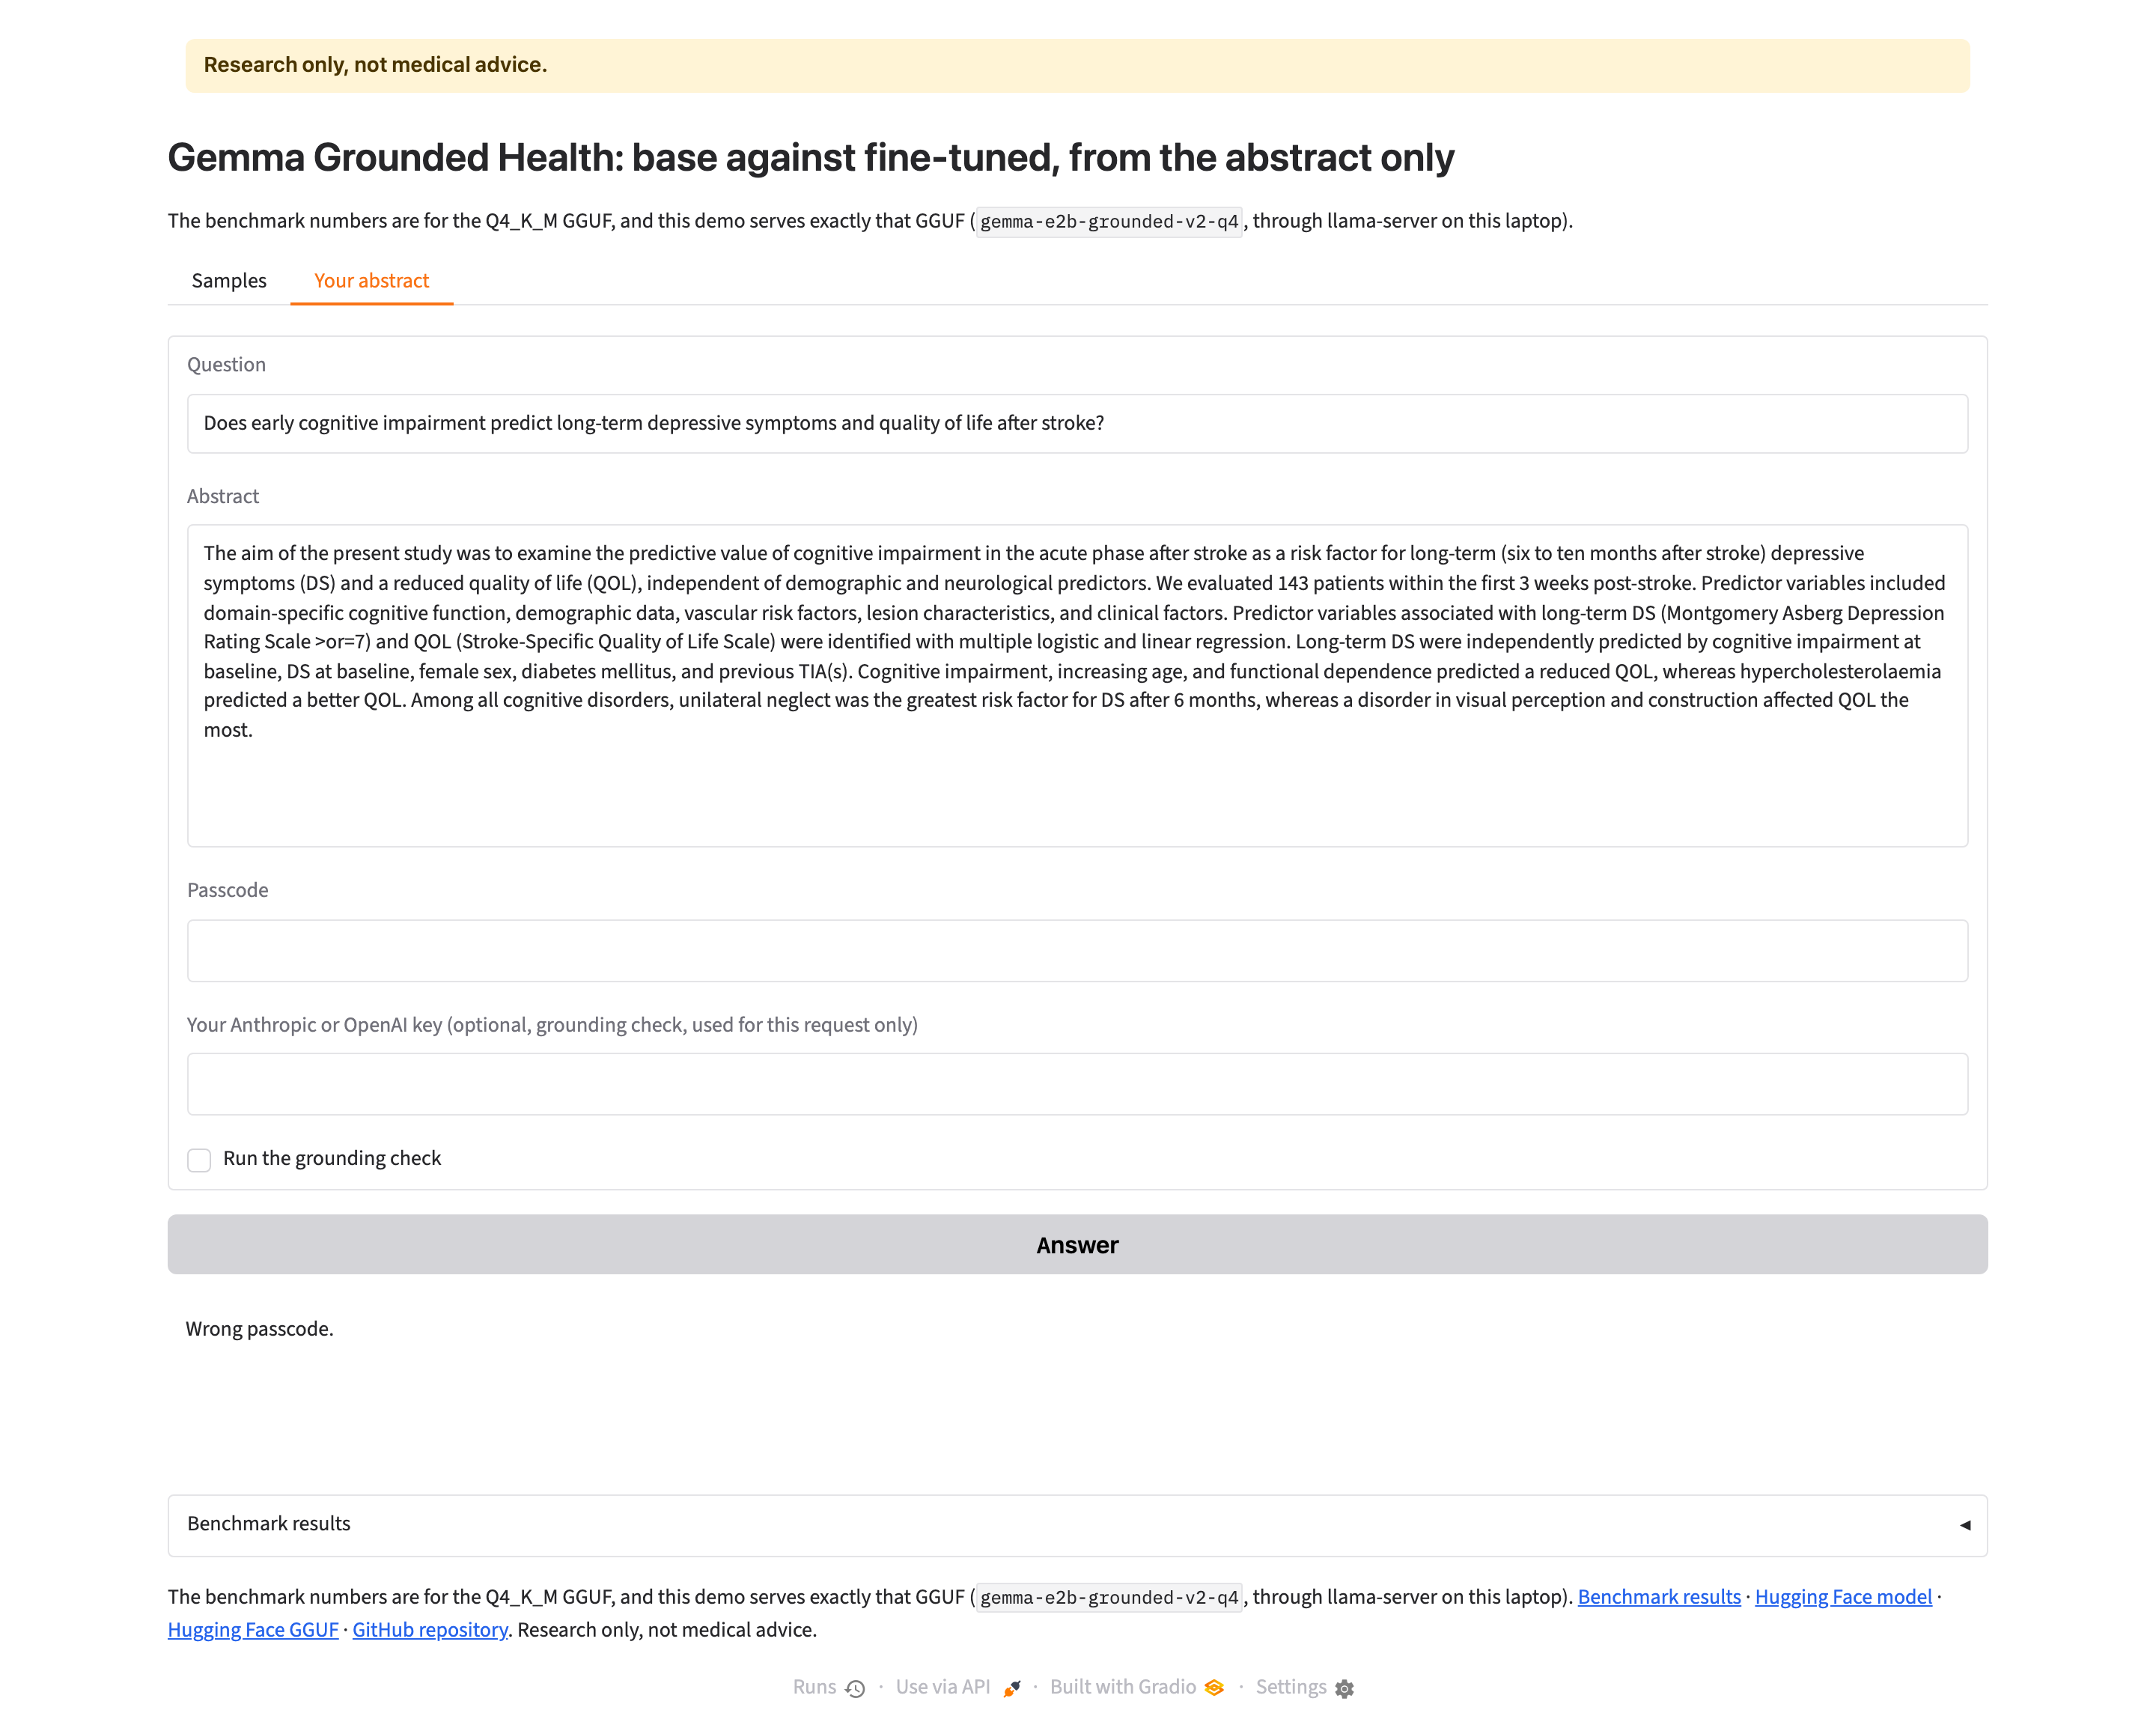 Research only, not medical advice.
Gemma Grounded Health: base against fine-tuned, from the abstract only
The benchmark numbers are for the Q4_K_M GGUF, and this demo serves exactly that GGUF (gemma-e2b-grounded-v2-q4, through llama-server on this laptop).
Samples
Your abstract
Question
Does early cognitive impairment predict long-term depressive symptoms and quality of life after stroke?
Abstract
The aim of the present study was to examine the predictive value of cognitive impairment in the acute phase after stroke as a risk factor for long-term (six to ten months after stroke) depressive
symptoms (DS) and a reduced quality of life (QOL), independent of demographic and neurological predictors. We evaluated 143 patients within the first 3 weeks post-stroke. Predictor variables included
domain-specific cognitive function, demographic data, vascular risk factors, lesion characteristics, and clinical factors. Predictor variables associated with long-term DS (Montgomery Asberg Depression
Rating Scale >or=7) and QOL (Stroke-Specific Quality of Life Scale) were identified with multiple logistic and linear regression. Long-term DS were independently predicted by cognitive impairment at
baseline, DS at baseline, female sex, diabetes mellitus, and previous TIA(s). Cognitive impairment, increasing age, and functional dependence predicted a reduced QOL, whereas hypercholesterolaemia
predicted a better QOL. Among all cognitive disorders, unilateral neglect was the greatest risk factor for DS after 6 months, whereas a disorder in visual perception and construction affected QOL the
most.
Passcode
Your Anthropic or OpenAI key (optional, grounding check, used for this request only)
Run the grounding check
Answer
Wrong passcode.
Benchmark results
The benchmark numbers are for the Q4_K_M GGUF, and this demo serves exactly that GGUF (gemma-e2b-grounded-v2-q4, through llama-server on this laptop). Benchmark results · Hugging Face model ·
Hugging Face GGUF · GitHub repository. Research only, not medical advice.
Runs · Use via API · Built with Gradio · Settings